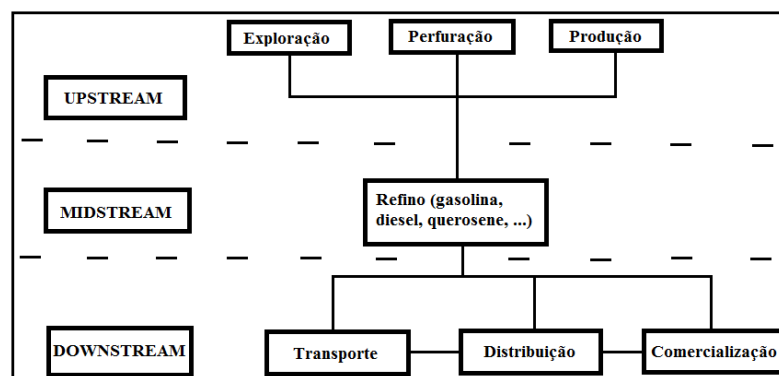 Exploração
Perfuração
Produção
UPSTREAM
MIDSTREAM
Refino (gasolina,
diesel, querosene, ...)
DOWNSTREAM
Transporte
Distribuição
Comercialização